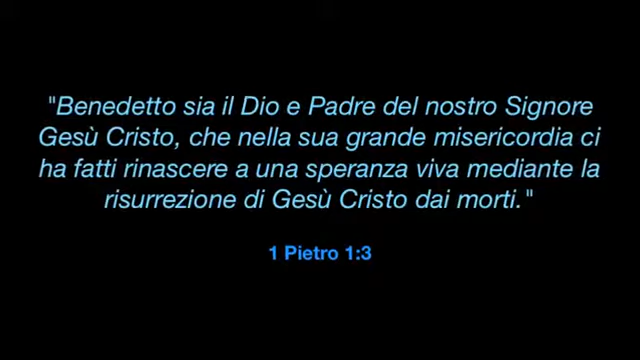 "Benedetto sia il Dio e Padre del nostro Signore
Gesù Cristo, che nella sua grande misericordia ci
ha fatti rinascere a una speranza viva mediante la
risurrezione di Gesù Cristo dai morti."
1 Pietro 1:3